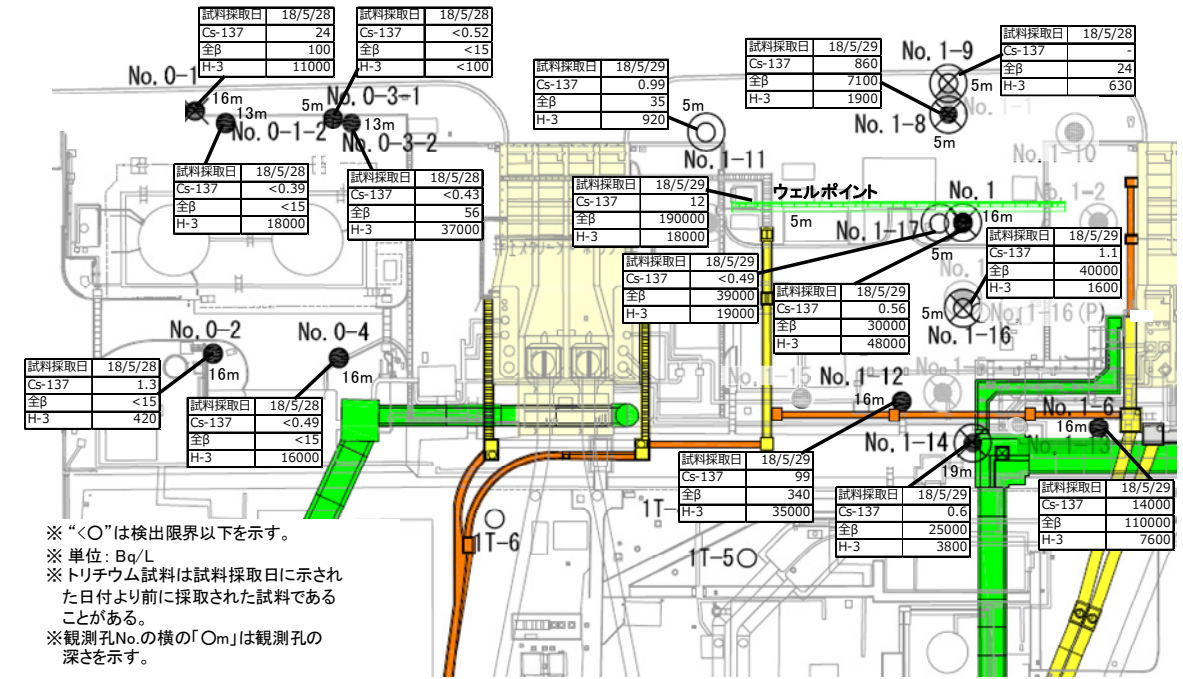 試料採取日 18/5/28
Cs-137 24
全β 100
H-3 11000
試料採取日 18/5/28
Cs-137 <0.52
全β <15
H-3 <100
試料採取日 18/5/29
Cs-137 0.99
全β 35
H-3 920
試料採取日 18/5/29
Cs-137 860
全β 7100
H-3 1900
No. 1-9
試料採取日 18/5/28
Cs-137 -
全β 24
H-3 630
No. 0-1
16m
13m
No. 0-1-2
5m
No. 0-3-1
13m
No. 0-3-2
5m
No. 1-11
5m
No. 1-1
No. 1-8
5m
No. 1-10
試料採取日 18/5/28
Cs-137 <0.39
全β <15
H-3 18000
試料採取日 18/5/28
Cs-137 <0.43
全β 56
H-3 37000
試料採取日 18/5/29
Cs-137 12
全β 190000
H-3 18000
ウェルポイント
5m
No. 1
16m
No. 1-2
No. 1-17
5m
試料採取日 18/5/29
Cs-137 <0.49
全β 39000
H-3 19000
試料採取日 18/5/29
Cs-137 0.56
全β 30000
H-3 48000
試料採取日 18/5/29
Cs-137 1.1
全β 40000
H-3 1600
5m
No. 1-16
No. 1-16(P)
No. 0-2
16m
No. 0-4
16m
試料採取日 18/5/28
Cs-137 1.3
全β <15
H-3 420
試料採取日 18/5/28
Cs-137 <0.49
全β <15
H-3 16000
No. 1-15
No. 1-12
16m
No. 1-5
No. 1-6
16m
No. 1-14
19m
No. 1-13
試料採取日 18/5/29
Cs-137 99
全β 340
H-3 35000
試料採取日 18/5/29
Cs-137 0.6
全β 25000
H-3 3800
試料採取日 18/5/29
Cs-137 14000
全β 110000
H-3 7600
1T-
1T-6
1T-5
※ “<○”は検出限界以下を示す。
※ 単位: Bq/L
※ トリチウム試料は試料採取日に示され
た日付より前に採取された試料である
ことがある。
※観測孔No.の横の「○m」は観測孔の
深さを示す。